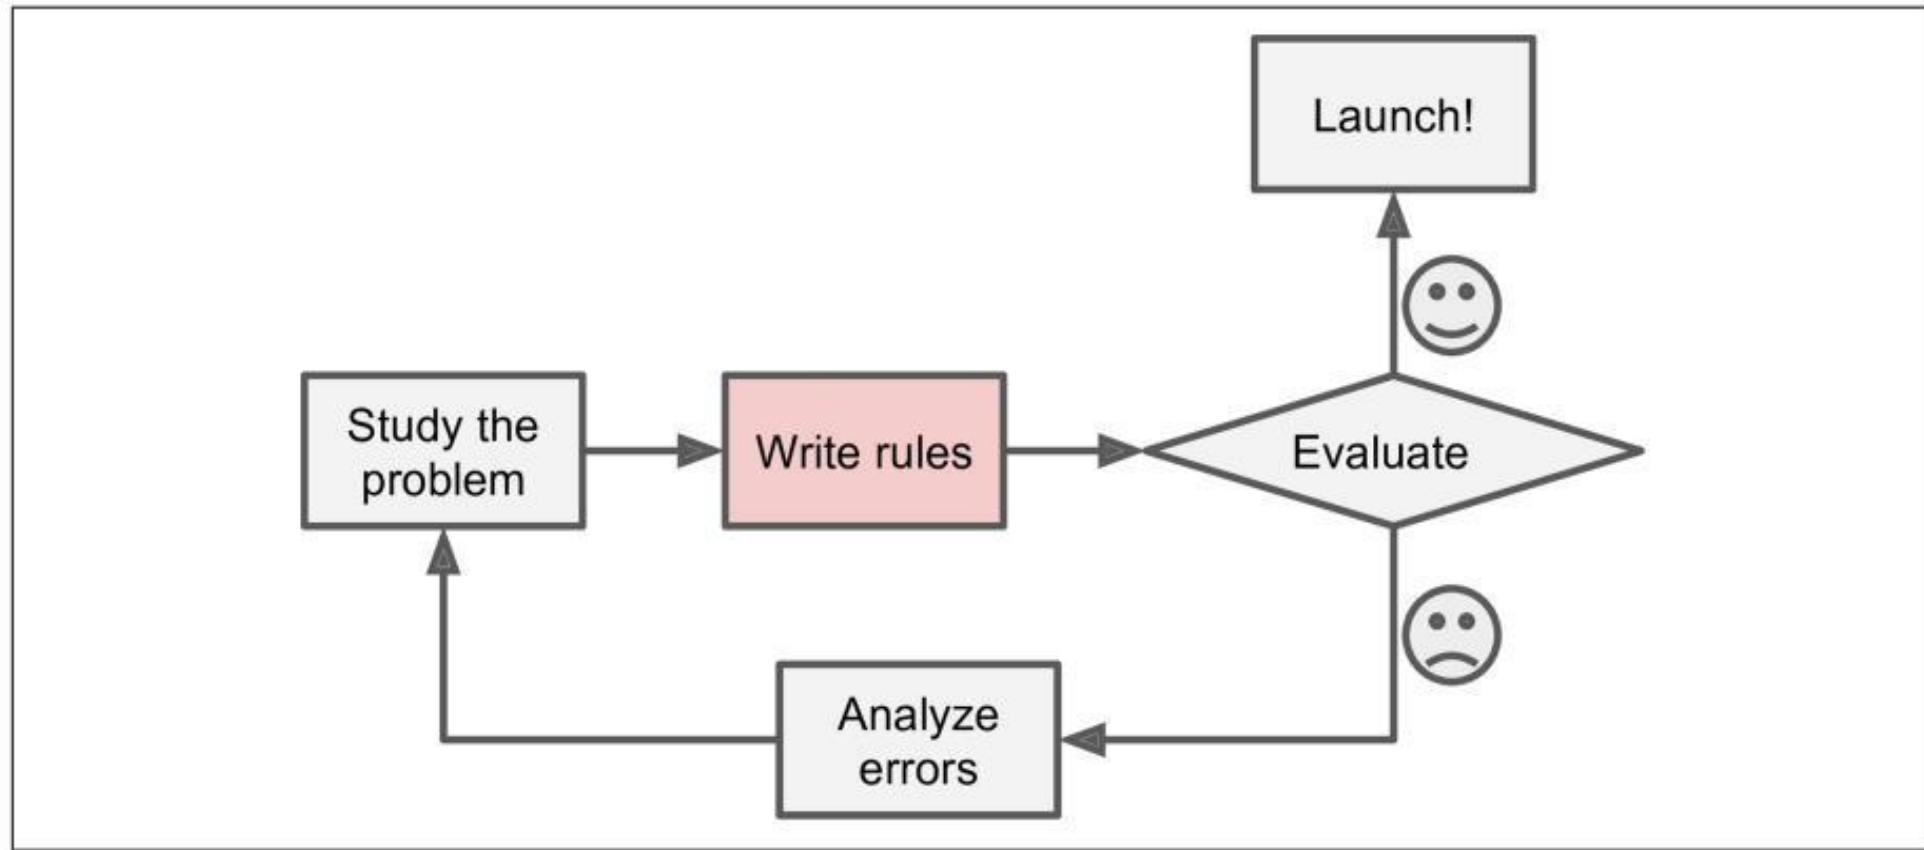 Launch!
Study the
problem
Write rules
Evaluate
Analyze
errors